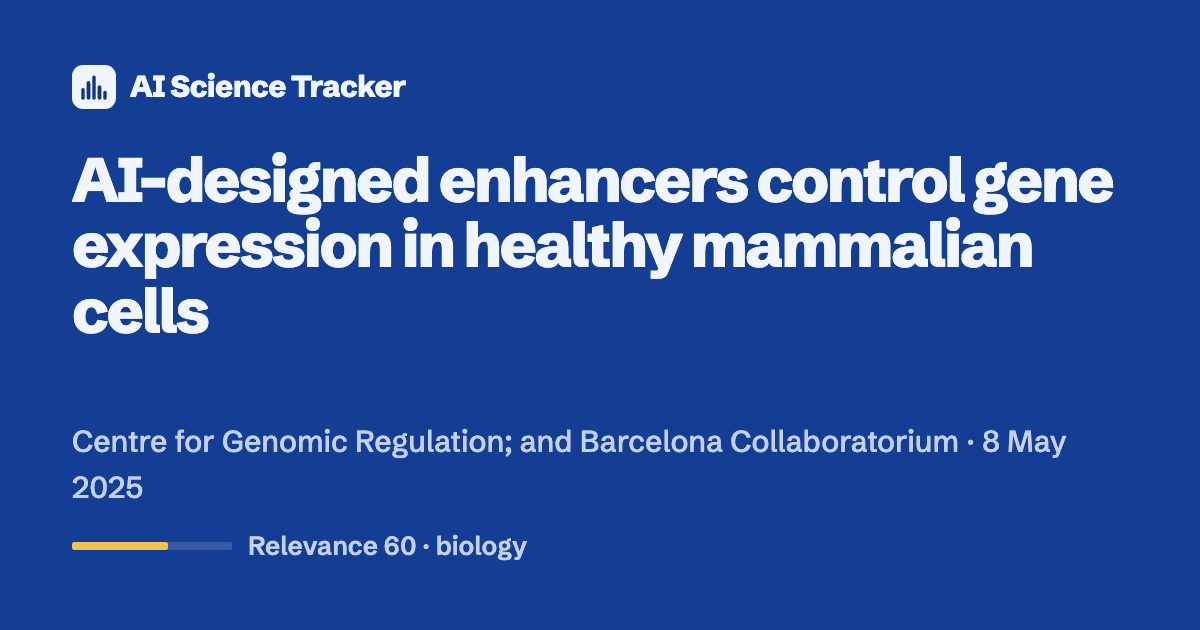 AI Science Tracker
AI-designed enhancers control gene
expression in healthy mammalian
cells
Centre for Genomic Regulation; and Barcelona Collaboratorium · 8 May
2025
Relevance 60 · biology